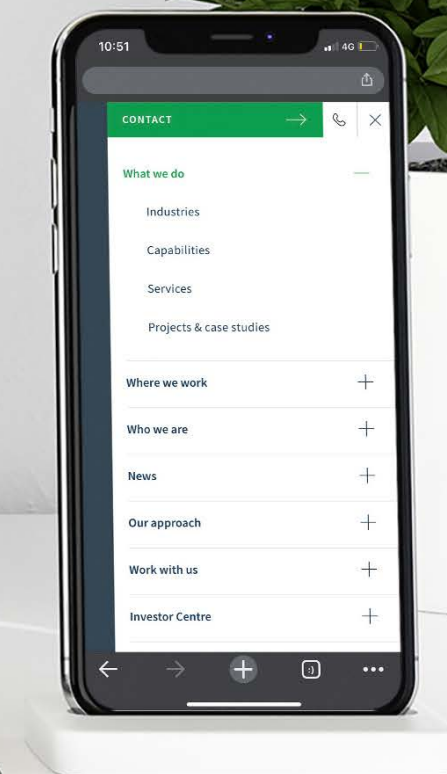 10:51
4G
CONTACT
What we do
Industries
Capabilities
Services
Projects & case studies
Where we work
Who we are
News
Our approach
Work with us
Investor Centre
:)